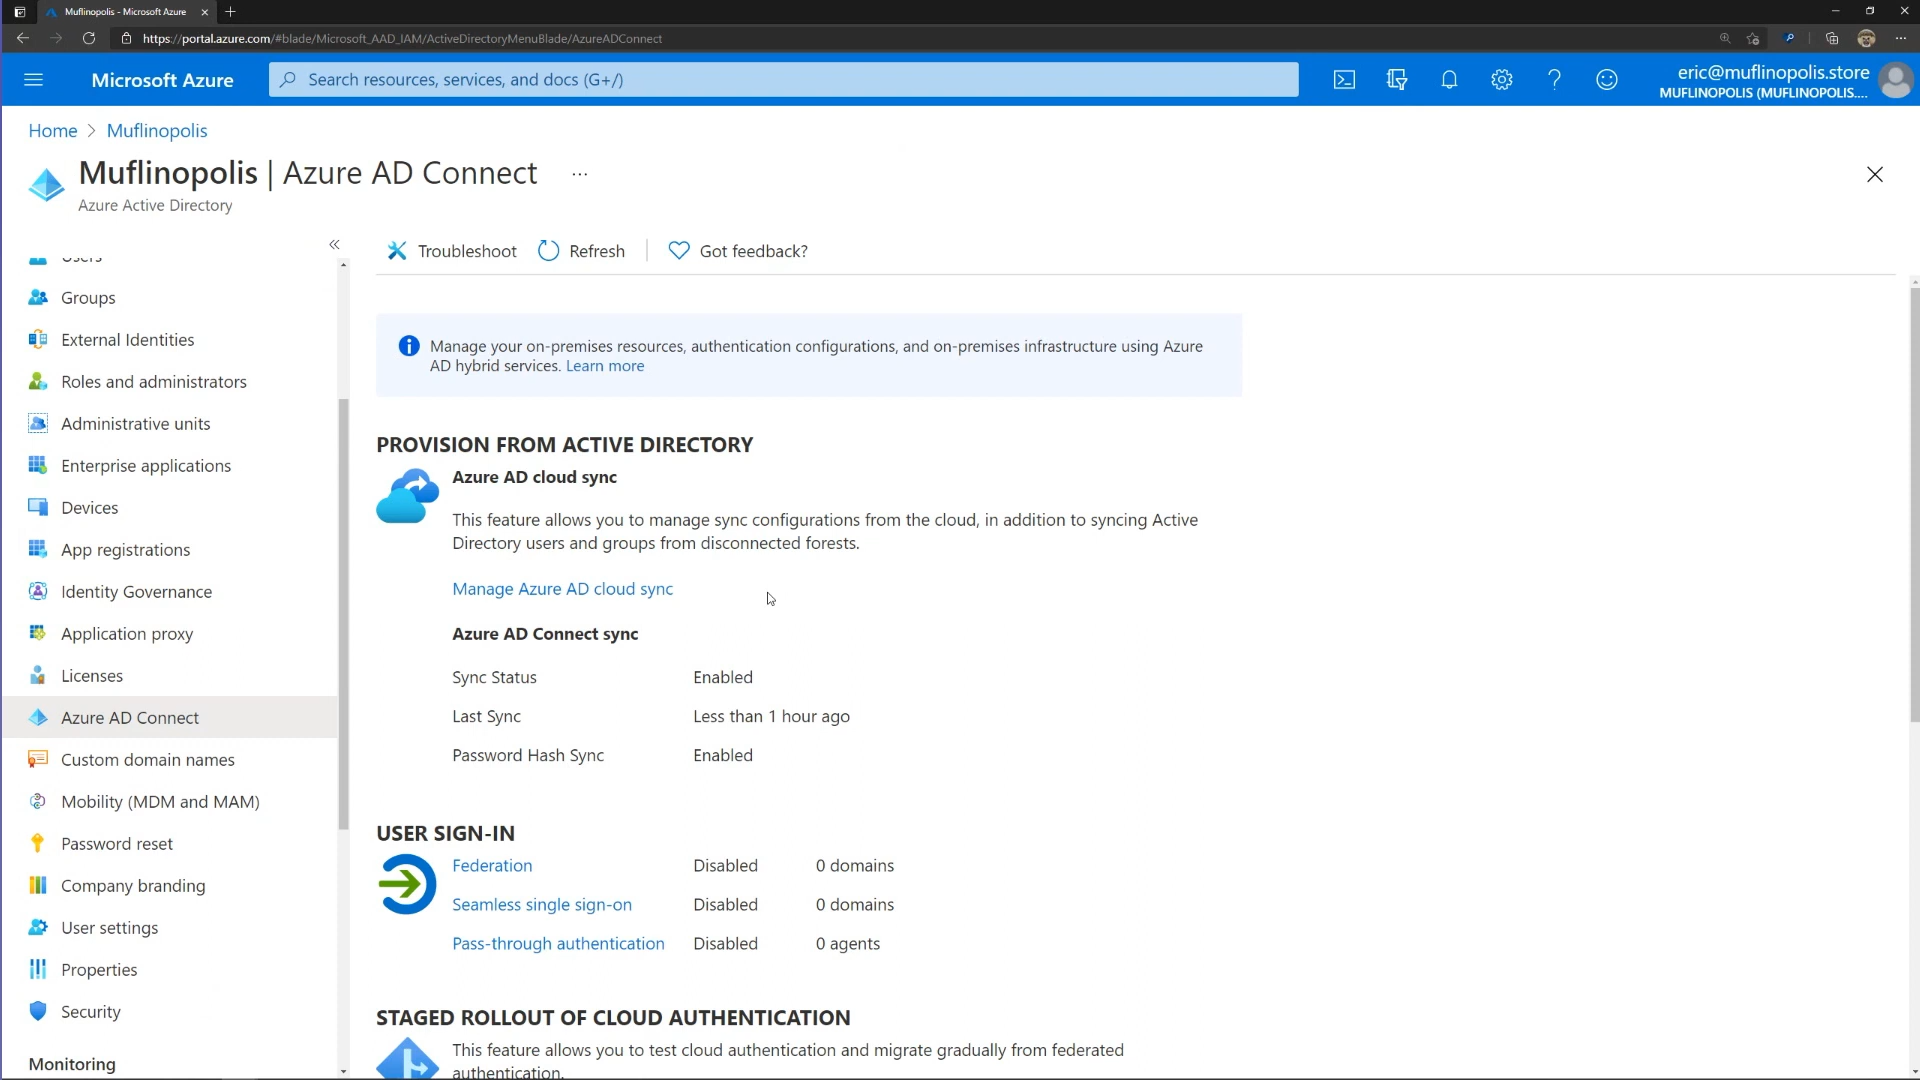 Muflinopolis - Microsoft Azure
https://portal.azure.com/#blade/Microsoft_AAD_IAM/ActiveDirectoryMenuBlade/AzureADConnect
Microsoft Azure
Search resources, services, and docs (G+/)
eric@muflinopolis.store
MUFLINOPOLIS (MUFLINOPOLIS....
Home > Muflinopolis
Muflinopolis | Azure AD Connect ...
Azure Active Directory
Users
Groups
External Identities
Roles and administrators
Administrative units
Enterprise applications
Devices
App registrations
Identity Governance
Application proxy
Licenses
Azure AD Connect
Custom domain names
Mobility (MDM and MAM)
Password reset
Company branding
User settings
Properties
Security
Monitoring
Troubleshoot Refresh Got feedback?
Manage your on-premises resources, authentication configurations, and on-premises infrastructure using Azure
AD hybrid services. Learn more
PROVISION FROM ACTIVE DIRECTORY
Azure AD cloud sync
This feature allows you to manage sync configurations from the cloud, in addition to syncing Active
Directory users and groups from disconnected forests.
Manage Azure AD cloud sync
Azure AD Connect sync
Sync Status Enabled
Last Sync Less than 1 hour ago
Password Hash Sync Enabled
USER SIGN-IN
Federation Disabled 0 domains
Seamless single sign-on Disabled 0 domains
Pass-through authentication Disabled 0 agents
STAGED ROLLOUT OF CLOUD AUTHENTICATION
This feature allows you to test cloud authentication and migrate gradually from federated
authentication.